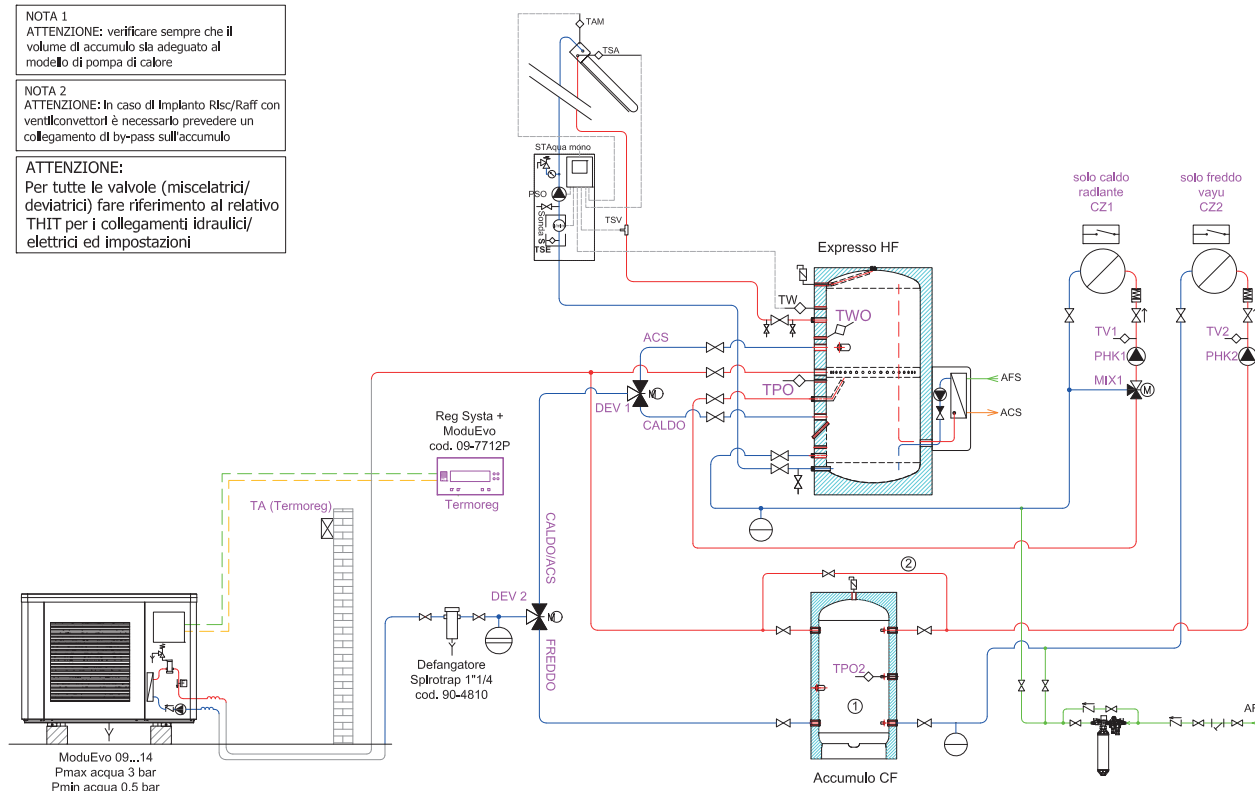 NOTA 1
ATTENZIONE: verificare sempre che il
volume di accumulo sia adeguato al
modello di pompa di calore
NOTA 2
ATTENZIONE: In caso di Impianto Risc/Raff con
ventilconvettori è necessario prevedere un
collegamento di by-pass sull'accumulo
ATTENZIONE:
Per tutte le valvole (miscelatrici/
deviatrici) fare riferimento al relativo
THIT per i collegamenti idraulici/
elettrici ed impostazioni
TAM
TSA
STAqua mono
PSO
Sonda S
TSE
TSV
solo caldo
radiante
CZ1
solo freddo
vayu
CZ2
Expresso HF
TW
TWO
TV1
TV2
PHK1
PHK2
MIX1
M
ACS
TPO
DEV 1
M
CALDO
AFS
ACS
Reg Systa +
ModuEvo
cod. 09-7712P
Termoreg
TA (Termoreg)
CALDO/ACS
DEV 2
M
FREDDO
2
Defangatore
Spirotrap 1"1/4
cod. 90-4810
TPO2
1
Accumulo CF
AF
ModuEvo 09...14
Pmax acqua 3 bar
Pmin acqua 0.5 bar